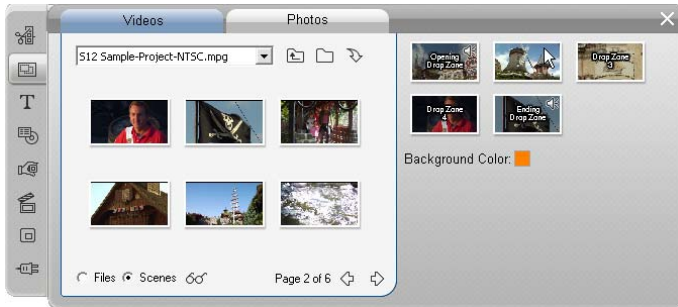 Videos
Photos
S12 Sample-Project-NTSC.mpg
Opening
Drop Zone
Drop Zone
3
Drop Zone
4
Ending
Drop Zone
Background Color:
T
Files
Scenes
Page 2 of 6